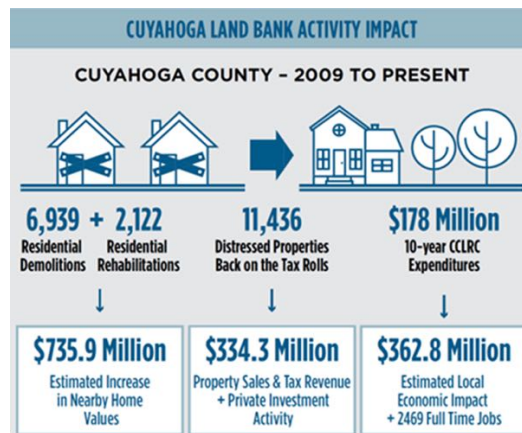 CUYAHOGA LAND BANK ACTIVITY IMPACT
CUYAHOGA COUNTY – 2009 TO PRESENT
6,939 + 2,122
Residential Demolitions
Residential Rehabilitations
11,436
Distressed Properties
Back on the Tax Rolls
$178 Million
10-year CCLRC
Expenditures
$735.9 Million
Estimated Increase
in Nearby Home
Values
$334.3 Million
Property Sales & Tax Revenue
+ Private Investment
Activity
$362.8 Million
Estimated Local
Economic Impact
+ 2469 Full Time Jobs